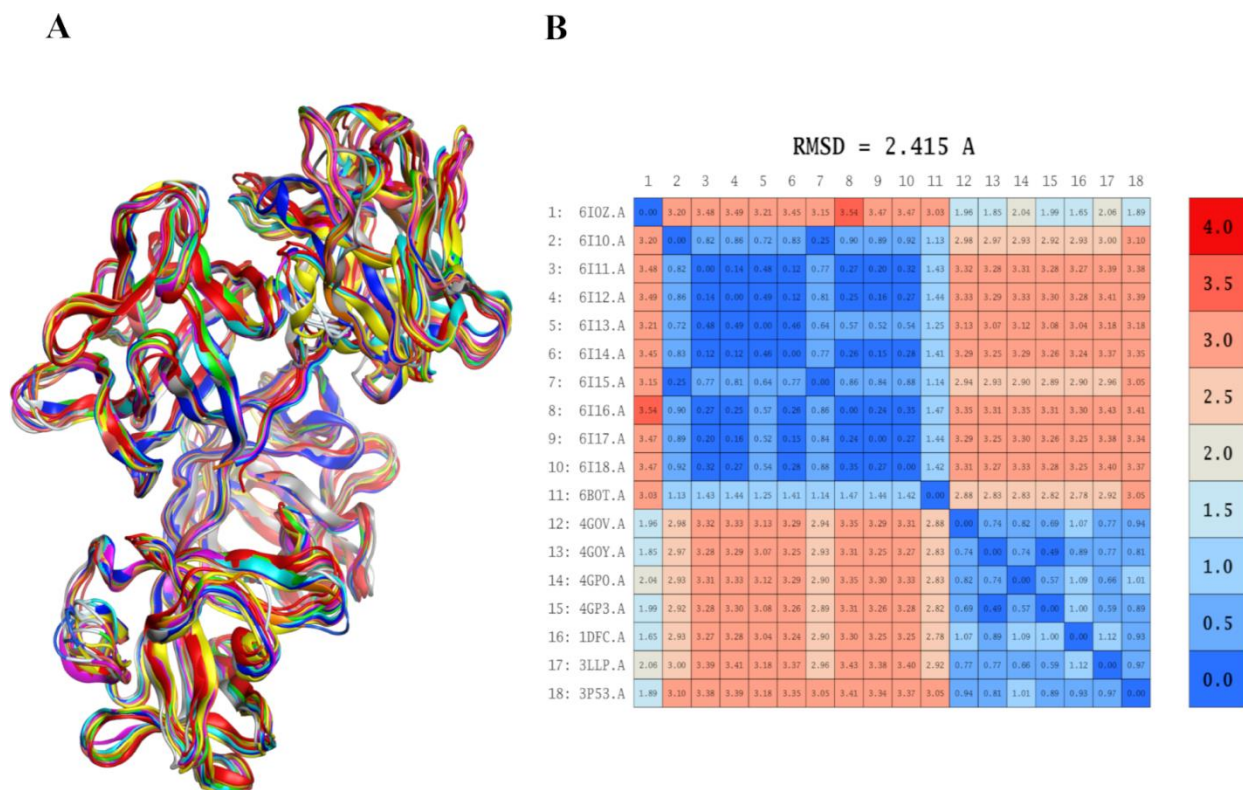 A B
RMSD = 2.415 A
1 2 3 4 5 6 7 8 9 10 11 12 13 14 15 16 17 18
1: 6I0Z.A 0.00 3.20 3.48 3.49 3.21 3.45 3.15 3.54 3.47 3.47 3.03 1.96 1.85 2.04 1.99 1.65 2.06 1.89
2: 6I10.A 3.20 0.00 0.82 0.86 0.72 0.83 0.25 0.90 0.89 0.92 1.13 2.98 2.97 2.93 2.92 2.93 3.00 3.10
3: 6I11.A 3.48 0.82 0.00 0.14 0.48 0.12 0.77 0.27 0.20 0.32 1.43 3.32 3.28 3.31 3.28 3.27 3.39 3.38
4: 6I12.A 3.49 0.86 0.14 0.00 0.49 0.12 0.81 0.25 0.16 0.27 1.44 3.33 3.29 3.33 3.30 3.28 3.41 3.39
5: 6I13.A 3.21 0.72 0.48 0.49 0.00 0.46 0.64 0.57 0.52 0.54 1.25 3.13 3.07 3.12 3.08 3.04 3.18 3.18
6: 6I14.A 3.45 0.83 0.12 0.12 0.46 0.00 0.77 0.26 0.15 0.28 1.41 3.29 3.25 3.29 3.26 3.24 3.37 3.35
7: 6I15.A 3.15 0.25 0.77 0.81 0.64 0.77 0.00 0.86 0.84 0.88 1.14 2.94 2.93 2.90 2.89 2.90 2.96 3.05
8: 6I16.A 3.54 0.90 0.27 0.25 0.57 0.26 0.86 0.00 0.24 0.35 1.47 3.35 3.31 3.35 3.31 3.30 3.43 3.41
9: 6I17.A 3.47 0.89 0.20 0.16 0.52 0.15 0.84 0.24 0.00 0.27 1.44 3.29 3.25 3.30 3.26 3.25 3.38 3.34
10: 6I18.A 3.47 0.92 0.32 0.27 0.54 0.28 0.88 0.35 0.27 0.00 1.42 3.31 3.27 3.33 3.28 3.25 3.40 3.37
11: 6B0T.A 3.03 1.13 1.43 1.44 1.25 1.41 1.14 1.47 1.44 1.42 0.00 2.88 2.83 2.83 2.82 2.78 2.92 3.05
12: 4GOV.A 1.96 2.98 3.32 3.33 3.13 3.29 2.94 3.35 3.29 3.31 2.88 0.00 0.74 0.82 0.69 1.07 0.77 0.94
13: 4GOY.A 1.85 2.97 3.28 3.29 3.07 3.25 2.93 3.31 3.25 3.27 2.83 0.74 0.00 0.74 0.49 0.89 0.77 0.81
14: 4GP0.A 2.04 2.93 3.31 3.33 3.12 3.29 2.90 3.35 3.30 3.33 2.83 0.82 0.74 0.00 0.57 1.09 0.66 1.01
15: 4GP3.A 1.99 2.92 3.28 3.30 3.08 3.26 2.89 3.31 3.26 3.28 2.82 0.69 0.49 0.57 0.00 1.00 0.59 0.89
16: 1DFC.A 1.65 2.93 3.27 3.28 3.04 3.24 2.90 3.30 3.25 3.25 2.78 1.07 0.89 1.09 1.00 0.00 1.12 0.93
17: 3LLP.A 2.06 3.00 3.39 3.41 3.18 3.37 2.96 3.43 3.38 3.40 2.92 0.77 0.77 0.66 0.59 1.12 0.00 0.97
18: 3P53.A 1.89 3.10 3.38 3.39 3.18 3.35 3.05 3.41 3.34 3.37 3.05 0.94 0.81 1.01 0.89 0.93 0.97 0.00
4.0
3.5
3.0
2.5
2.0
1.5
1.0
0.5
0.0